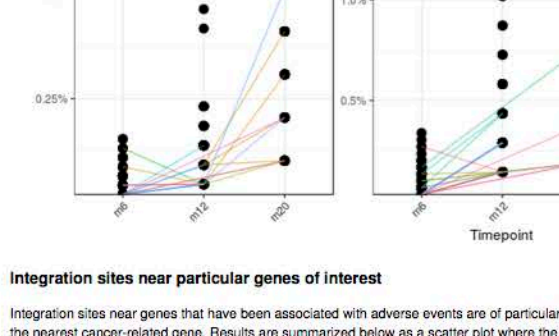 1.0%
0.25%
0.5%
m6
m12
m20
m6
m12
Timepoint
Integration sites near particular genes of interest
Integration sites near genes that have been associated with adverse events are of particular
the nearest cancer-related gene. Results are summarized below as a scatter plot where the